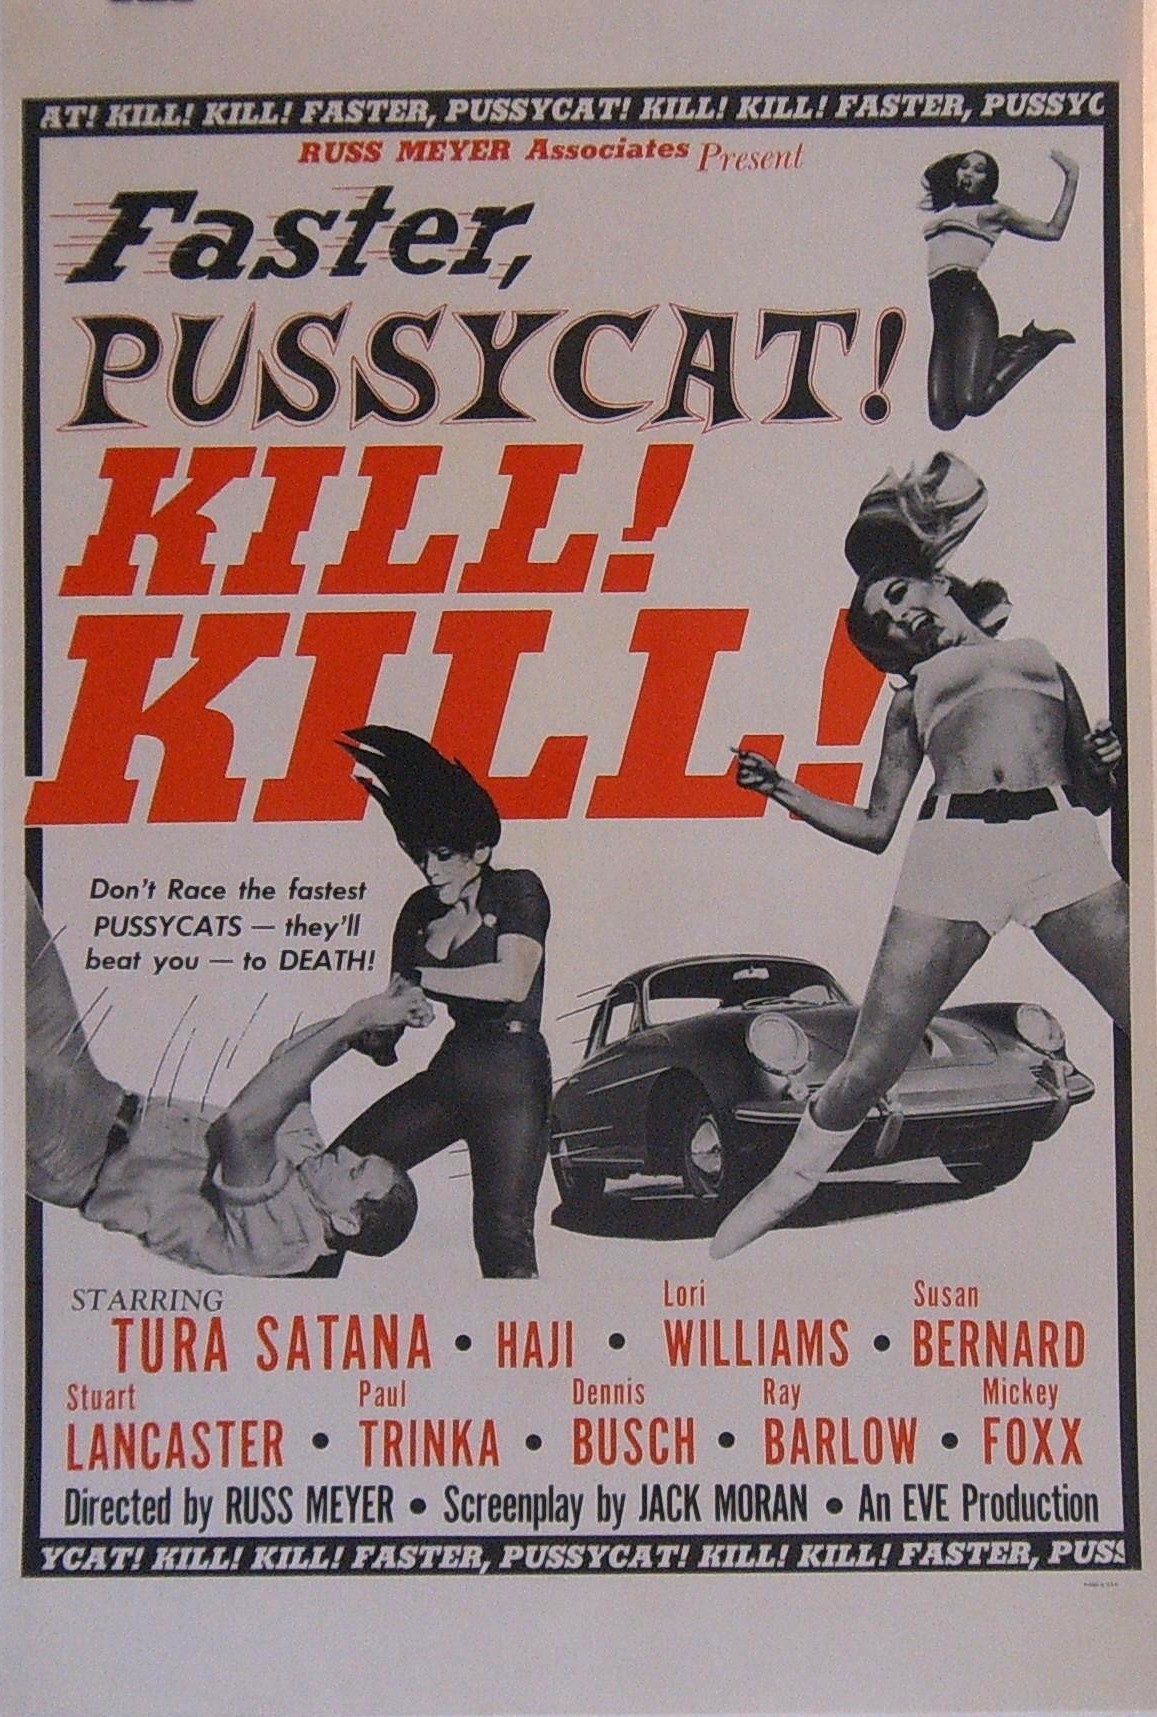 AT! KILL! KILL! FASTER, PUSSYCAT! KILL! KILL! FASTER, PUSSYC
RUSS MEYER Associates Present
Faster,
PUSSYCAT!
KILL!
KILL!
Don't Race the fastest
PUSSYCATS — they'll
beat you — to DEATH!
STARRING
TURA SATANA • HAJI • Lori WILLIAMS • Susan BERNARD
Stuart LANCASTER • Paul TRINKA • Dennis BUSCH • Ray BARLOW • Mickey FOXX
Directed by RUSS MEYER • Screenplay by JACK MORAN • An EVE Production
YCAT! KILL! KILL! FASTER, PUSSYCAT! KILL! KILL! FASTER, PUSS